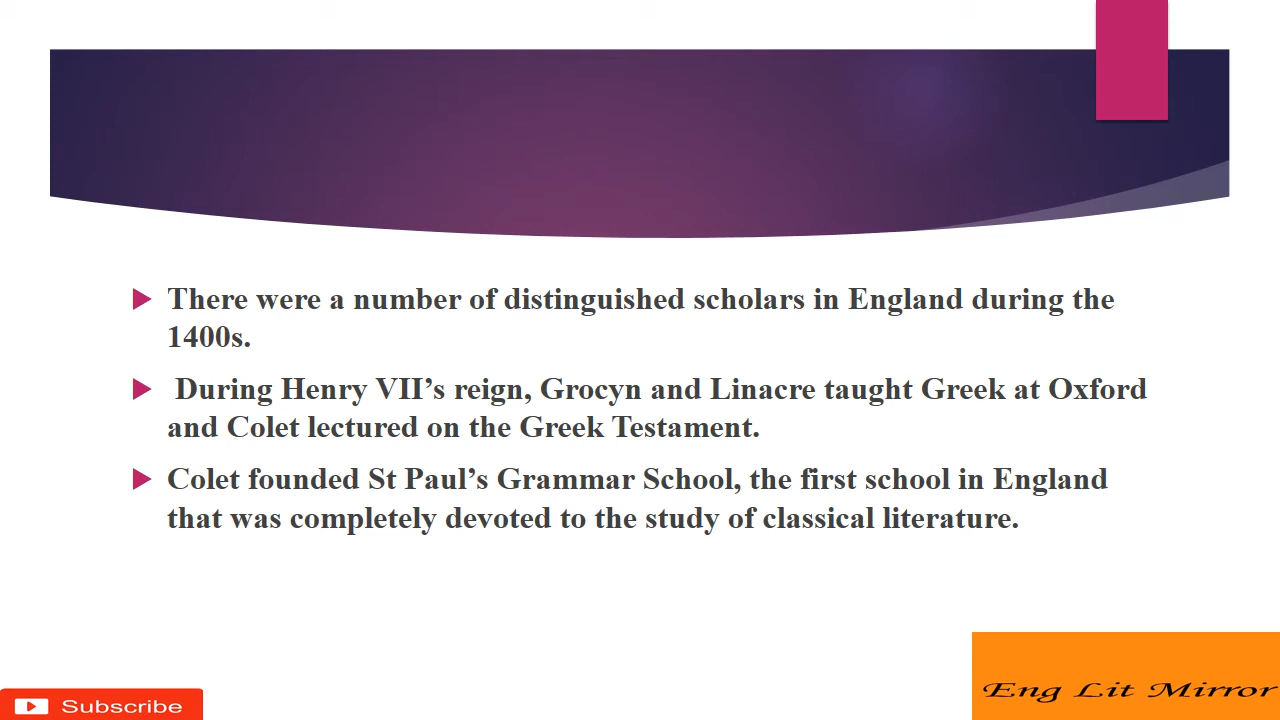 There were a number of distinguished scholars in England during the
1400s.
During Henry VII’s reign, Grocyn and Linacre taught Greek at Oxford
and Colet lectured on the Greek Testament.
Colet founded St Paul’s Grammar School, the first school in England
that was completely devoted to the study of classical literature.
Subscribe
Eng Lit Mirror